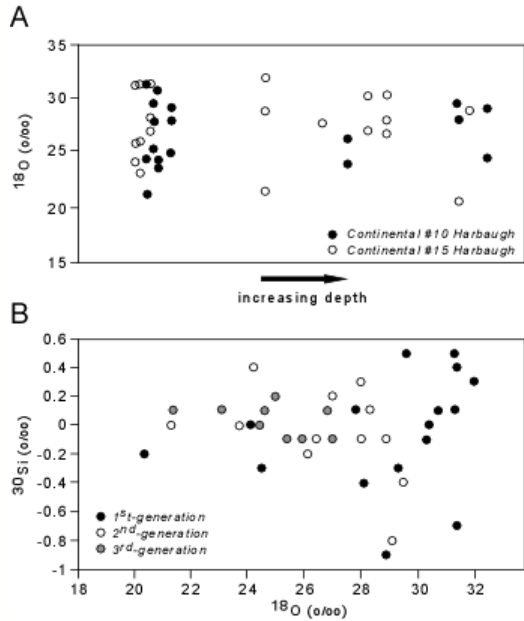 A
35
30
25
20
15
18O (o/oo)
Continental #10 Harbaugh
Continental #15 Harbaugh
increasing depth
B
0.6
0.4
0.2
0
-0.2
-0.4
-0.6
-0.8
-1
30Si (o/oo)
1st-generation
2nd-generation
3rd-generation
18 20 22 24 26 28 30 32
18O (o/oo)